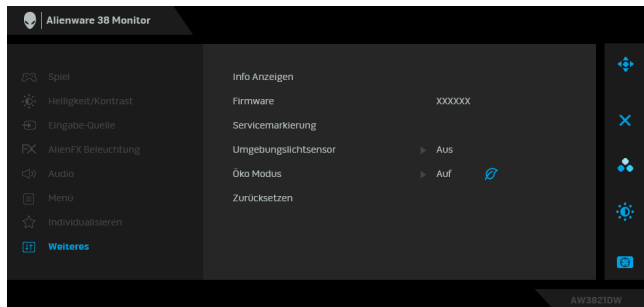 Alienware 38 Monitor
Spiel
Helligkeit/Kontrast
Eingabe-Quelle
FX AlienFX Beleuchtung
Audio
Menü
Individualisieren
Weiteres
Info Anzeigen
Firmware XXXXXX
Servicemarkierung
Umgebungslichtsensor Aus
Öko Modus Auf
Zurücksetzen
AW3821DW